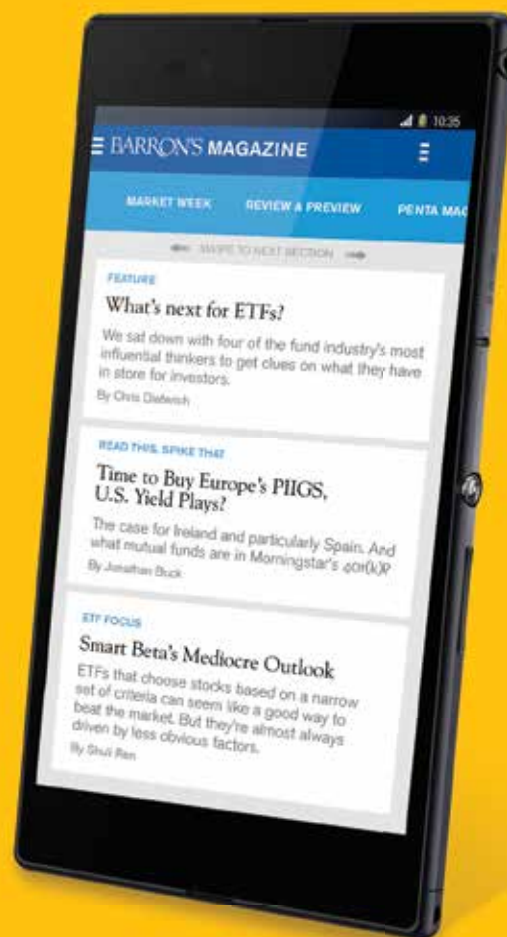 10:35
BARRON'S MAGAZINE
MARKET WEEK REVIEW & PREVIEW PENTA MAG
SWIPE TO NEXT SECTION
FEATURE
What's next for ETFs?
We sat down with four of the fund industry's most
influential thinkers to get clues on what they have
in store for investors.
By Chris Dieterich
READ THIS, SPIKE THAT
Time to Buy Europe's PIIGS,
U.S. Yield Plays?
The case for Ireland and particularly Spain. And
what mutual funds are in Morningstar's 401(k)?
By Jonathan Buck
ETF FOCUS
Smart Beta's Mediocre Outlook
ETFs that choose stocks based on a narrow
set of criteria can seem like a good way to
beat the market. But they're almost always
driven by less obvious factors.
By Shuli Ren